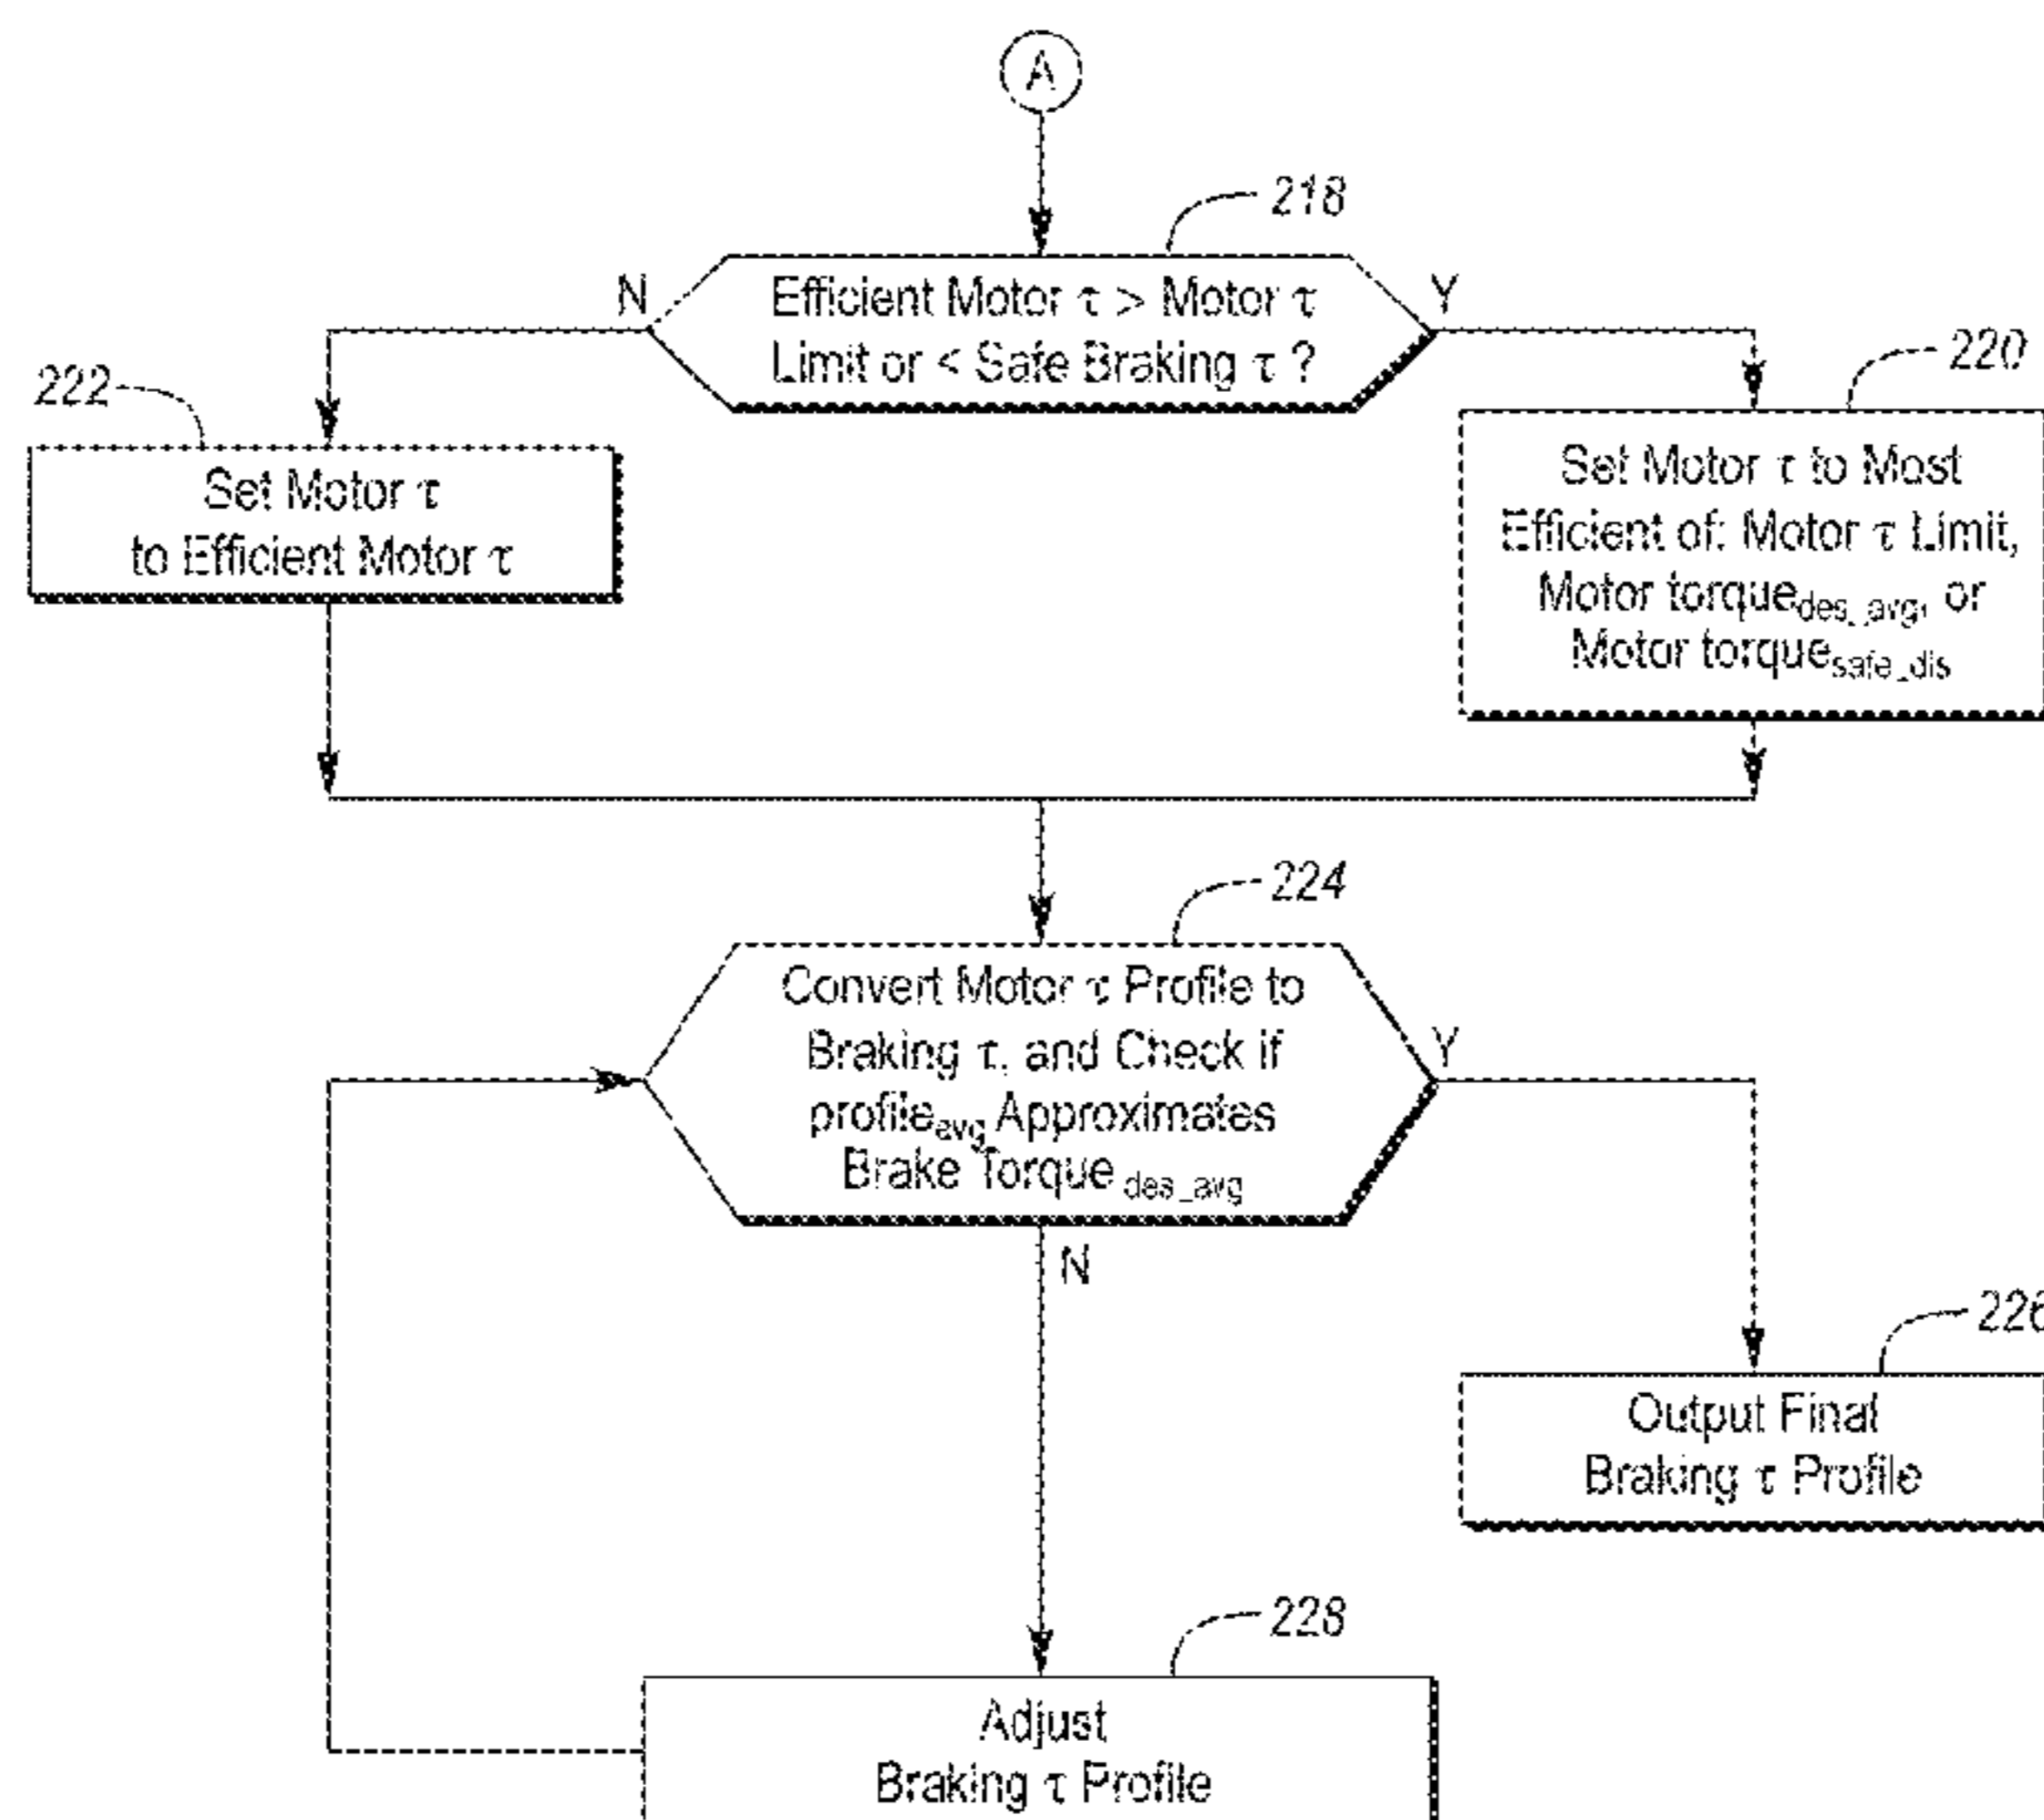 A
218
N
Efficient Motor τ > Motor τ
Limit or < Safe Braking τ ?
Y
220
222
Set Motor τ
to Efficient Motor τ
Set Motor τ to Most
Efficient of: Motor τ Limit,
Motor torquedes_avg, or
Motor torquesafe_dis
224
Convert Motor τ Profile to
Braking τ, and Check if
profileavg Approximates
Brake Torque des_avg
Y
N
226
Output Final
Braking τ Profile
228
Adjust
Braking τ Profile